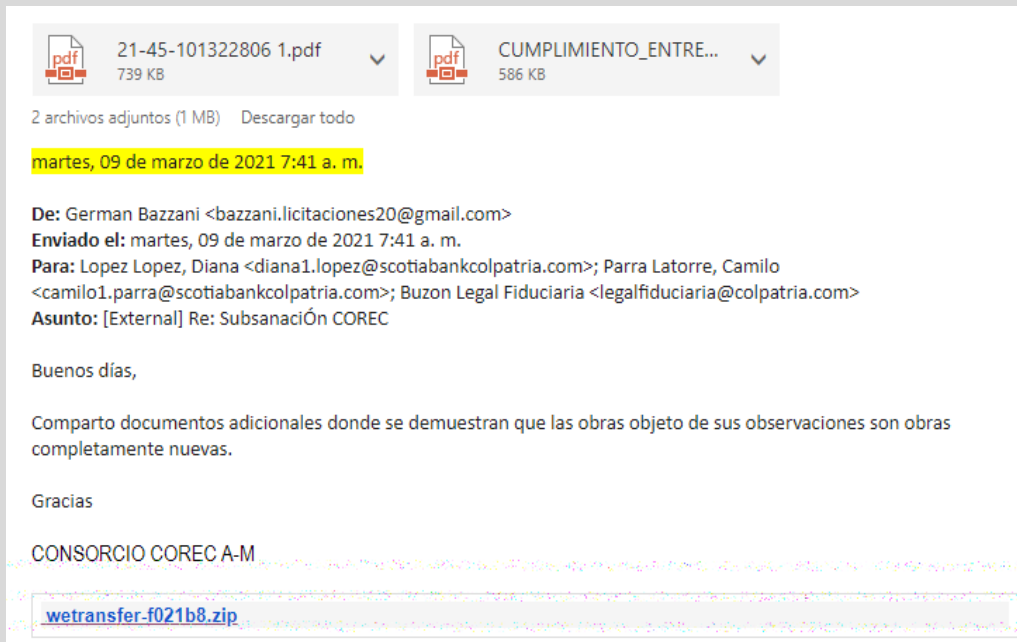 pdf
21-45-101322806 1.pdf
739 KB
pdf
CUMPLIMIENTO_ENTRE...
586 KB
2 archivos adjuntos (1 MB) Descargar todo
martes, 09 de marzo de 2021 7:41 a. m.
De: German Bazzani <bazzani.licitaciones20@gmail.com>
Enviado el: martes, 09 de marzo de 2021 7:41 a. m.
Para: Lopez Lopez, Diana <diana1.lopez@scotiabankcolpatria.com>; Parra Latorre, Camilo
<camilo1.parra@scotiabankcolpatria.com>; Buzon Legal Fiduciaria <legalfiduciaria@colpatria.com>
Asunto: [External] Re: SubsanaciÓn COREC
Buenos días,
Comparto documentos adicionales donde se demuestran que las obras objeto de sus observaciones son obras
completamente nuevas.
Gracias
CONSORCIO COREC A-M
wetransfer-f021b8.zip